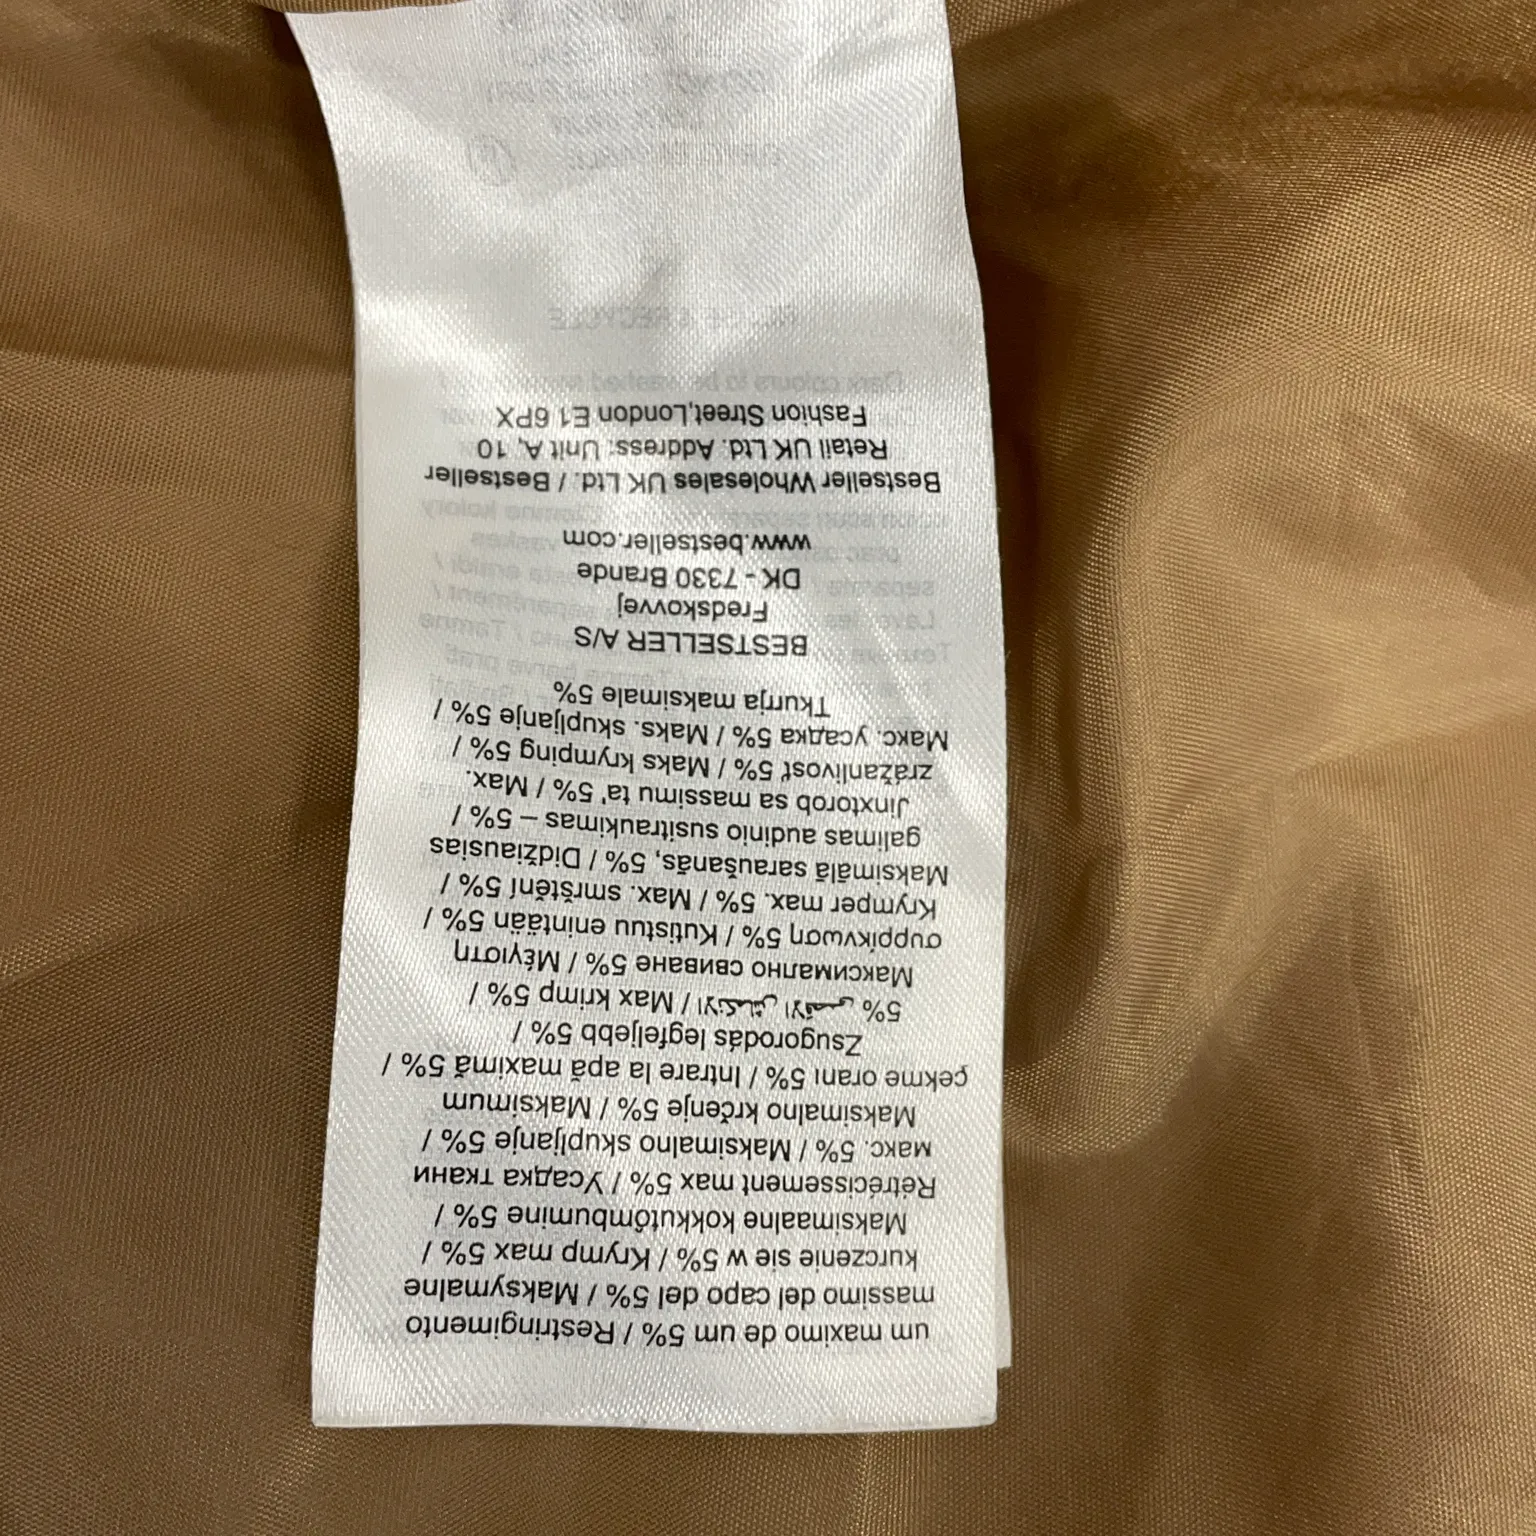 um maximo de um 5% / Restringimento
massimo del capo del 5% / Maksymalne
kurczenie sie w 5% / Krymp max 5% /
Maksimaalne kokkutõmbumine 5% /
Rétrécissement max 5% / Усадка ткани
макс. 5% / Maksimalno skupljanje 5% /
Maksimalno krčenje 5% / Maksimum
çekme oranı 5% / Intrare la apă maximă 5% /
Zsugorodás legfeljebb 5% /
5% الانكماش الأقصى / Max krimp 5% /
Максимално свиване 5% / Μέγιστη
συρρίκνωση 5% / Kutistuu enintään 5% /
Krymper max. 5% / Max. smrštění 5% /
Maksimālā saraušanās, 5% / Didžiausias
galimas audinio susitraukimas – 5% /
Jinxtorob sa massimu ta' 5% / Max.
zrážanlivosť 5% / Maks krymping 5% /
Макс. усадка 5% / Maks. skupljanje 5% /
Tkurrja maksimale 5%
BESTSELLER A/S
Fredskovvej
DK - 7330 Brande
www.bestseller.com
Bestseller Wholesales UK Ltd. / Bestseller
Retail UK Ltd. Address: Unit A, 10
Fashion Street,London E1 6PX